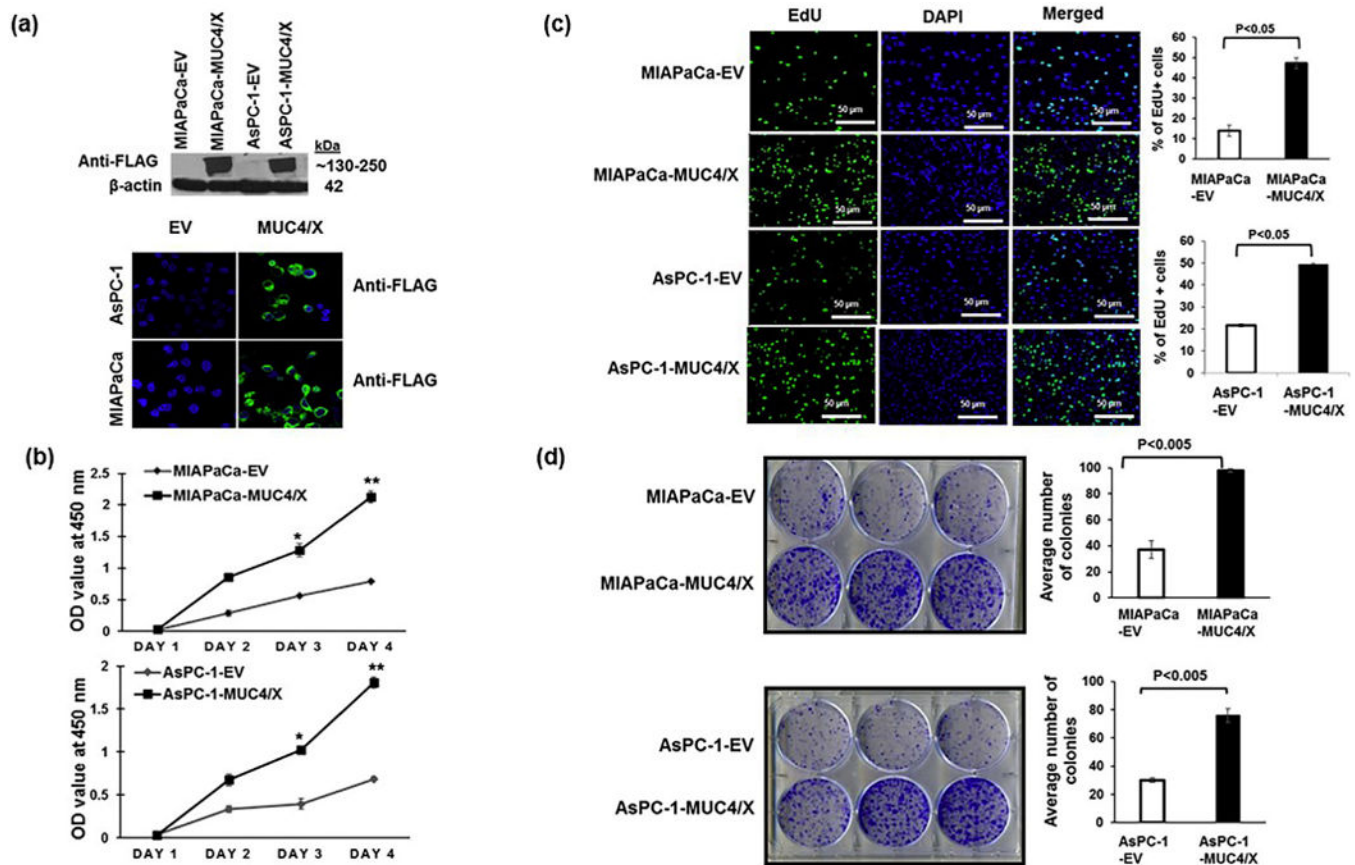 (a)
MIAPaCa-EV
MIAPaCa-MUC4/X
AsPC-1-EV
AsPC-1-MUC4/X
kDa
Anti-FLAG
~130-250
β-actin
42
EV
MUC4/X
AsPC-1
Anti-FLAG
MIAPaCa
Anti-FLAG
(b)
MIAPaCa-EV
MIAPaCa-MUC4/X
OD value at 450 nm
2.5
2
1.5
1
0.5
0
*
**
DAY 1
DAY 2
DAY 3
DAY 4
AsPC-1-EV
AsPC-1-MUC4/X
OD value at 450 nm
2
1.5
1
0.5
0
*
**
DAY 1
DAY 2
DAY 3
DAY 4
(c)
EdU
DAPI
Merged
MIAPaCa-EV
50 µm
50 µm
50 µm
MIAPaCa-MUC4/X
50 µm
50 µm
50 µm
AsPC-1-EV
50 µm
50 µm
50 µm
AsPC-1-MUC4/X
50 µm
50 µm
50 µm
P<0.05
% of EdU+ cells
60
50
40
30
20
10
0
MIAPaCa
-EV
MIAPaCa
-MUC4/X
P<0.05
% of EdU + cells
60
50
40
30
20
10
0
AsPC-1
-EV
AsPC-1
-MUC4/X
(d)
MIAPaCa-EV
MIAPaCa-MUC4/X
P<0.005
Average number
of colonies
100
80
60
40
20
0
MIAPaCa
-EV
MIAPaCa
-MUC4/X
AsPC-1-EV
AsPC-1-MUC4/X
P<0.005
Average number of
colonies
100
80
60
40
20
0
AsPC-1
-EV
AsPC-1
-MUC4/X